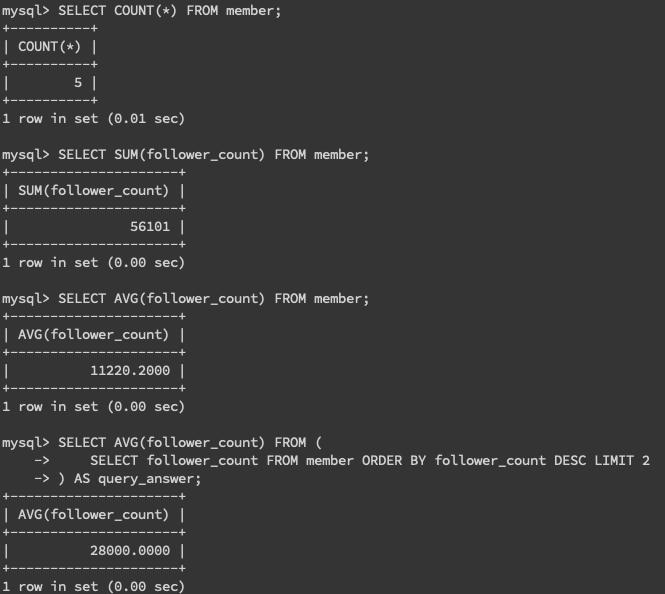 mysql> SELECT COUNT(*) FROM member;
+----------+
| COUNT(*) |
+----------+
|        5 |
+----------+
1 row in set (0.01 sec)

mysql> SELECT SUM(follower_count) FROM member;
+---------------------+
| SUM(follower_count) |
+---------------------+
|               56101 |
+---------------------+
1 row in set (0.00 sec)

mysql> SELECT AVG(follower_count) FROM member;
+---------------------+
| AVG(follower_count) |
+---------------------+
|          11220.2000 |
+---------------------+
1 row in set (0.00 sec)

mysql> SELECT AVG(follower_count) FROM (
    ->     SELECT follower_count FROM member ORDER BY follower_count DESC LIMIT 2
    -> ) AS query_answer;
+---------------------+
| AVG(follower_count) |
+---------------------+
|          28000.0000 |
+---------------------+
1 row in set (0.00 sec)